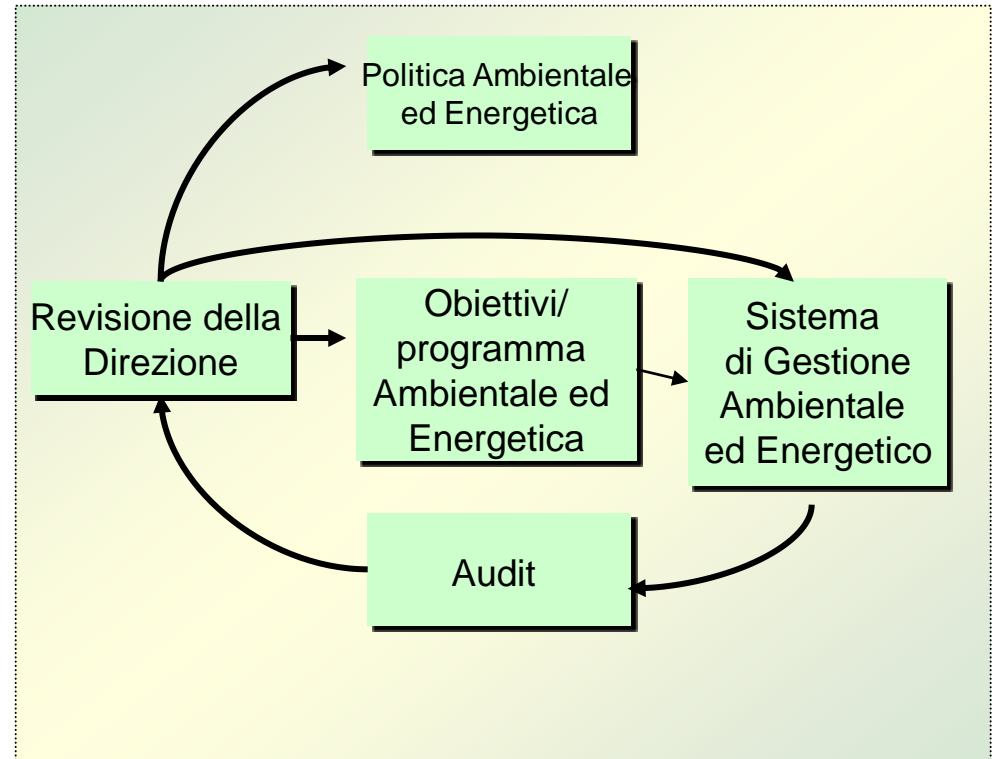 Politica Ambientale
ed Energetica
Revisione della
Direzione
Obiettivi/
programma
Ambientale ed
Energetica
Sistema
di Gestione
Ambientale
ed Energetico
Audit